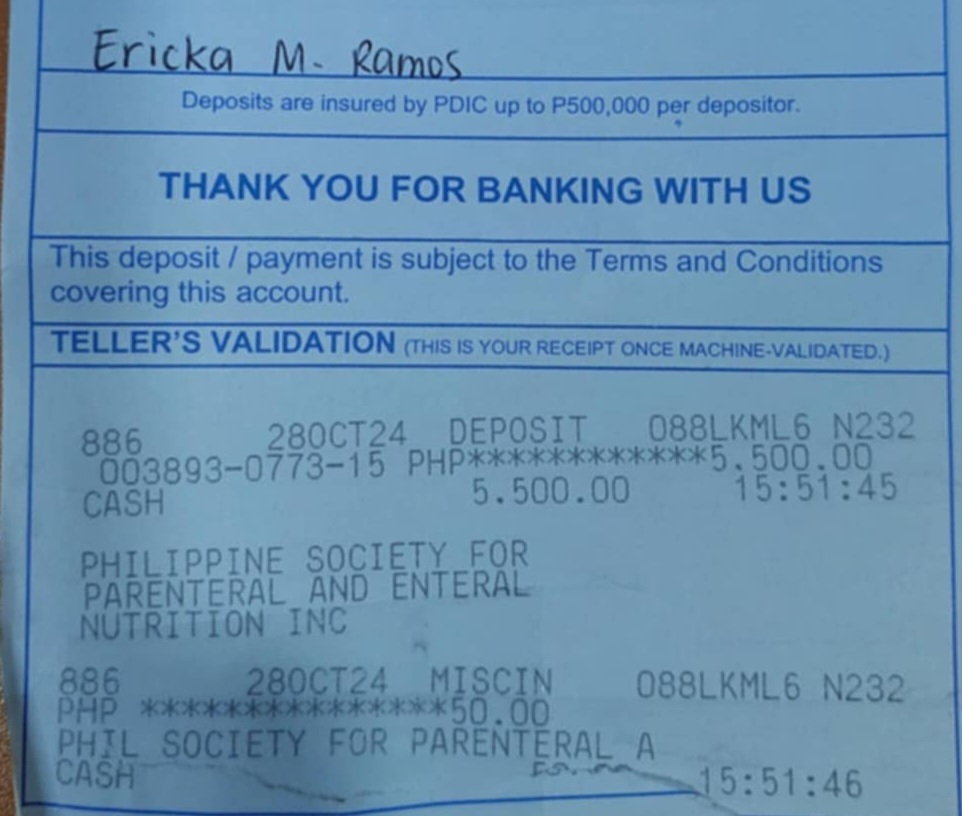 Ericka M. Ramos
Deposits are insured by PDIC up to P500,000 per depositor.
THANK YOU FOR BANKING WITH US
This deposit / payment is subject to the Terms and Conditions
covering this account.
TELLER'S VALIDATION (THIS IS YOUR RECEIPT ONCE MACHINE-VALIDATED.)
886 28OCT24 DEPOSIT 088LKML6 N232
003893-0773-15 PHP************5,500.00
CASH 5,500.00 15:51:45
PHILIPPINE SOCIETY FOR
PARENTERAL AND ENTERAL
NUTRITION INC
886 28OCT24 MISCIN 088LKML6 N232
PHP ***************50.00
PHIL SOCIETY FOR PARENTERAL A
CASH 15:51:46